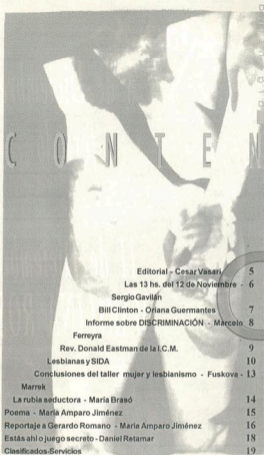 CONTEN
Editorial - Cesar Vasari 5
Las 13 hs. del 12 de Noviembre - 6
Sergio Gavilán
Bill Clinton - Oriana Guermantes 7
Informe sobre DISCRIMINACIÓN - Marcelo 8
Ferreyra
Rev. Donald Eastman de la I.C.M. 9
Lesbianas y SIDA 10
Conclusiones del taller mujer y lesbianismo - Fuskova - 13
Marrek
La rubia seductora - María Brasó 14
Poema - María Amparo Jiménez 15
Reportaje a Gerardo Romano - María Amparo Jiménez 16
Estás ahí o juego secreto - Daniel Retamar 18
Clasificados-Servicios 19